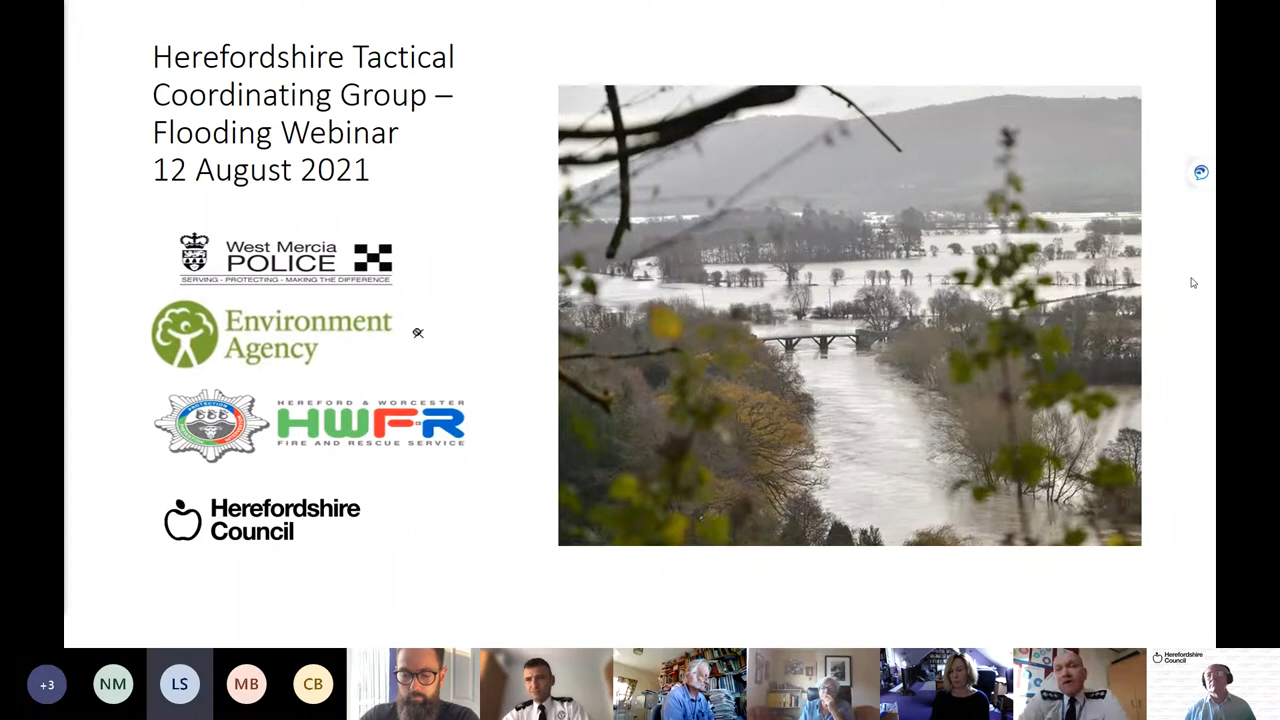 Herefordshire Tactical
Coordinating Group –
Flooding Webinar
12 August 2021
West Mercia
POLICE
SERVING - PROTECTING - MAKING THE DIFFERENCE
Environment
Agency
HEREFORD & WORCESTER
HWFR
FIRE AND RESCUE SERVICE
Herefordshire
Council
+3
NM
LS
MB
CB
Herefordshire
Council